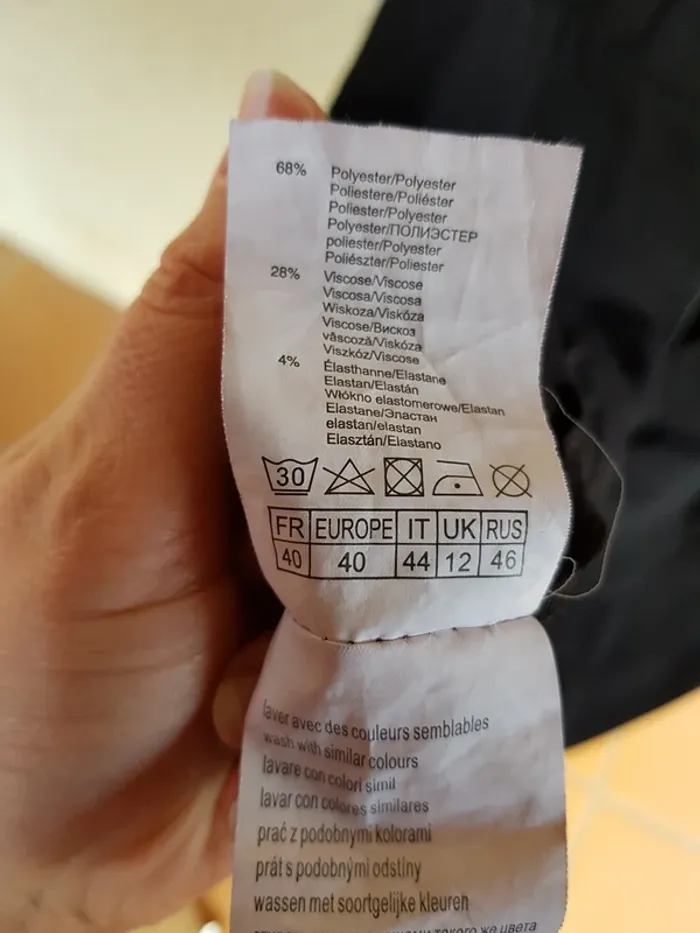 68% Polyester/Polyester
Poliestere/Poliéster
Poliester/Polyester
Polyester/ПОЛИЭСТЕР
poliester/Polyester
Poliészter/Poliester
28% Viscose/Viscose
Viscosa/Viscosa
Wiskoza/Viskóza
Viscose/Вискоз
vâscoză/Viskóza
Viszkóz/Viscose
4% Élasthanne/Elastane
Elastan/Elastán
Włókno elastomerowe/Elastan
Elastane/Эластан
elastan/elastan
Elasztán/Elastano
30
FR EUROPE IT UK RUS
40 40 44 12 46
laver avec des couleurs semblables
wash with similar colours
lavare con colori simil
lavar con colores similares
prać z podobnymi kolorami
prát s podobnými odstíny
wassen met soortgelijke kleuren
того же цвета